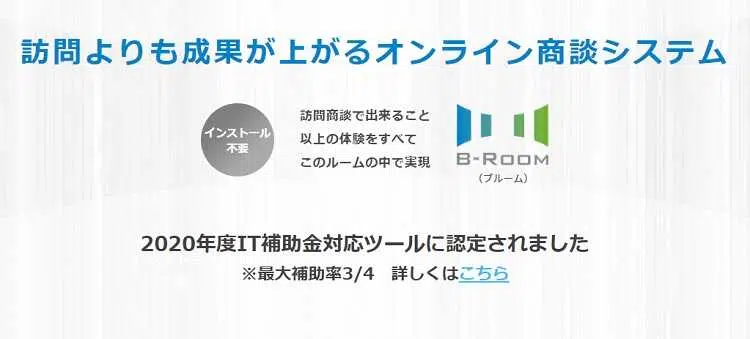 訪問よりも成果が上がるオンライン商談システム
インストール
不要
訪問商談で出来ること
以上の体験をすべて
このルームの中で実現
B-ROOM
（ブルーム）
2020年度IT補助金対応ツールに認定されました
※最大補助率3/4　詳しくはこちら